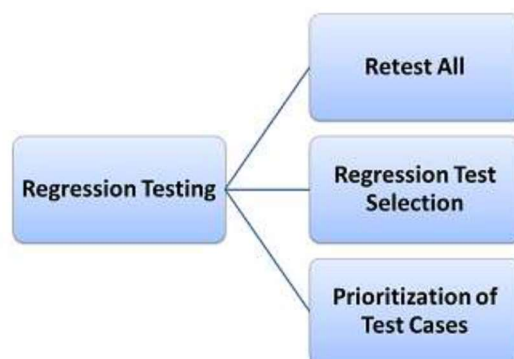 Regression Testing
Retest All
Regression Test
Selection
Prioritization of
Test Cases